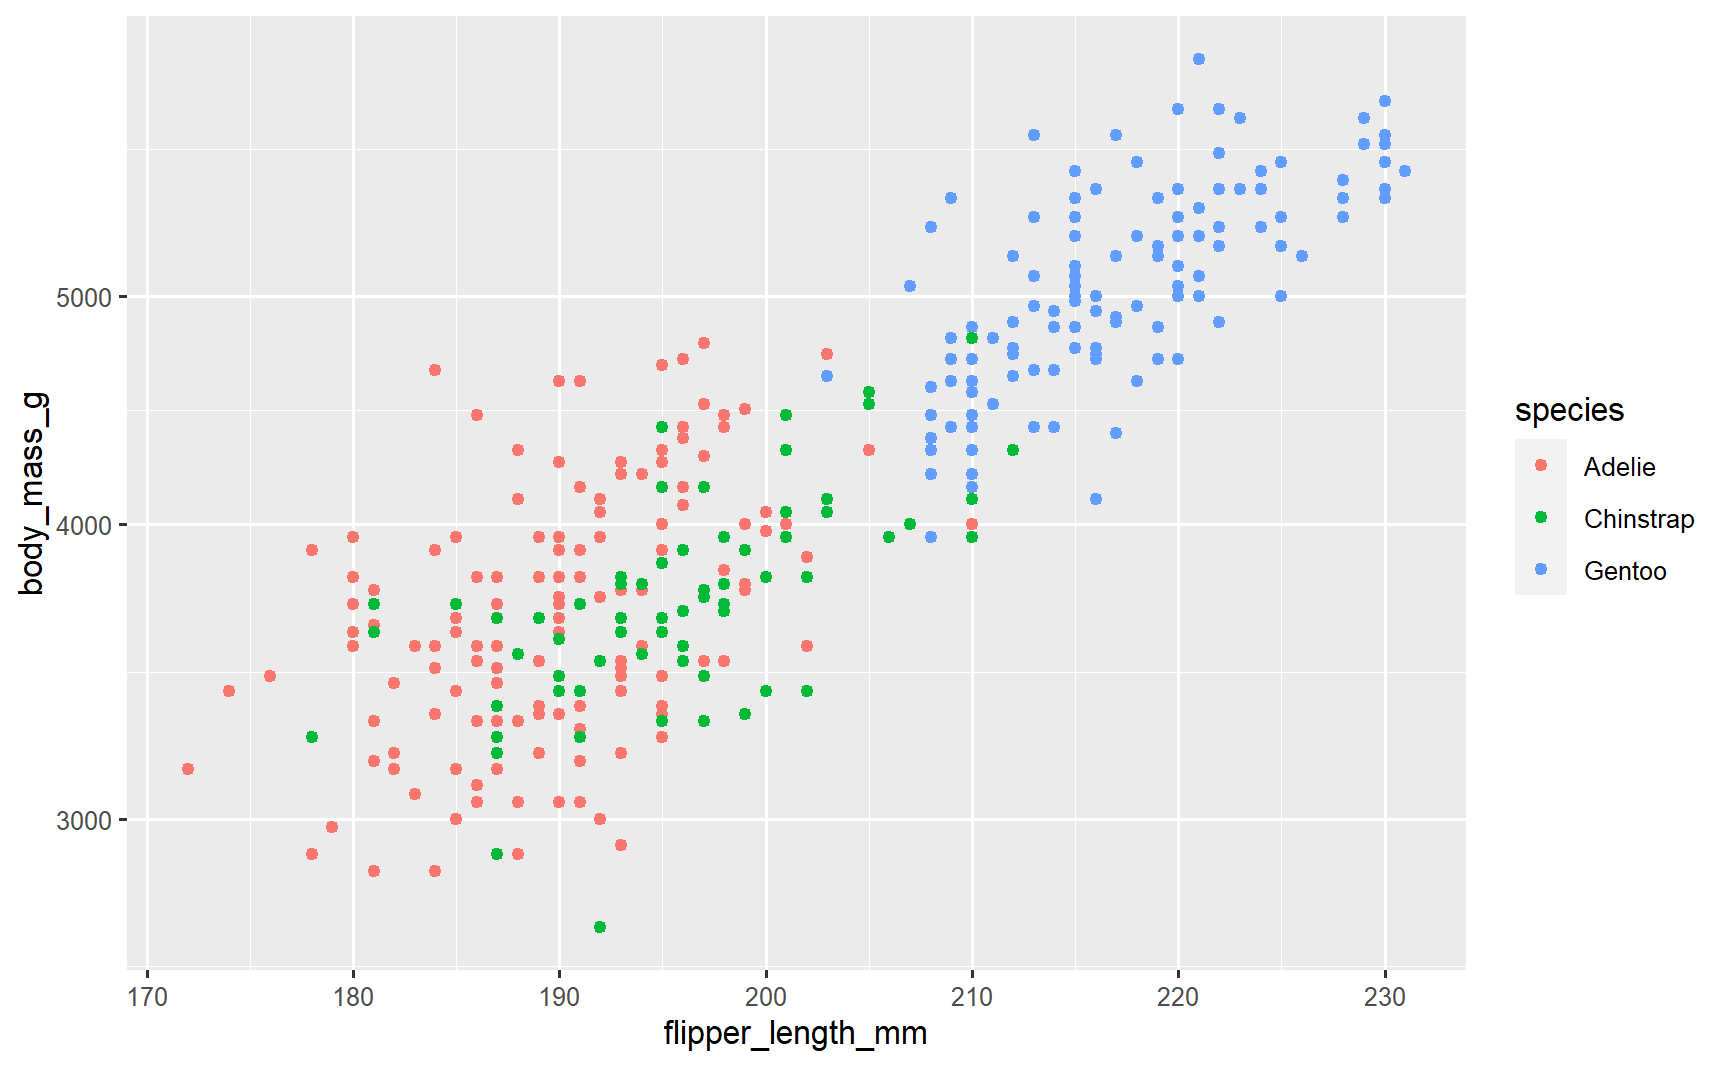 body_mass_g
5000
4000
3000
170 180 190 200 210 220 230
flipper_length_mm
species
Adelie
Chinstrap
Gentoo